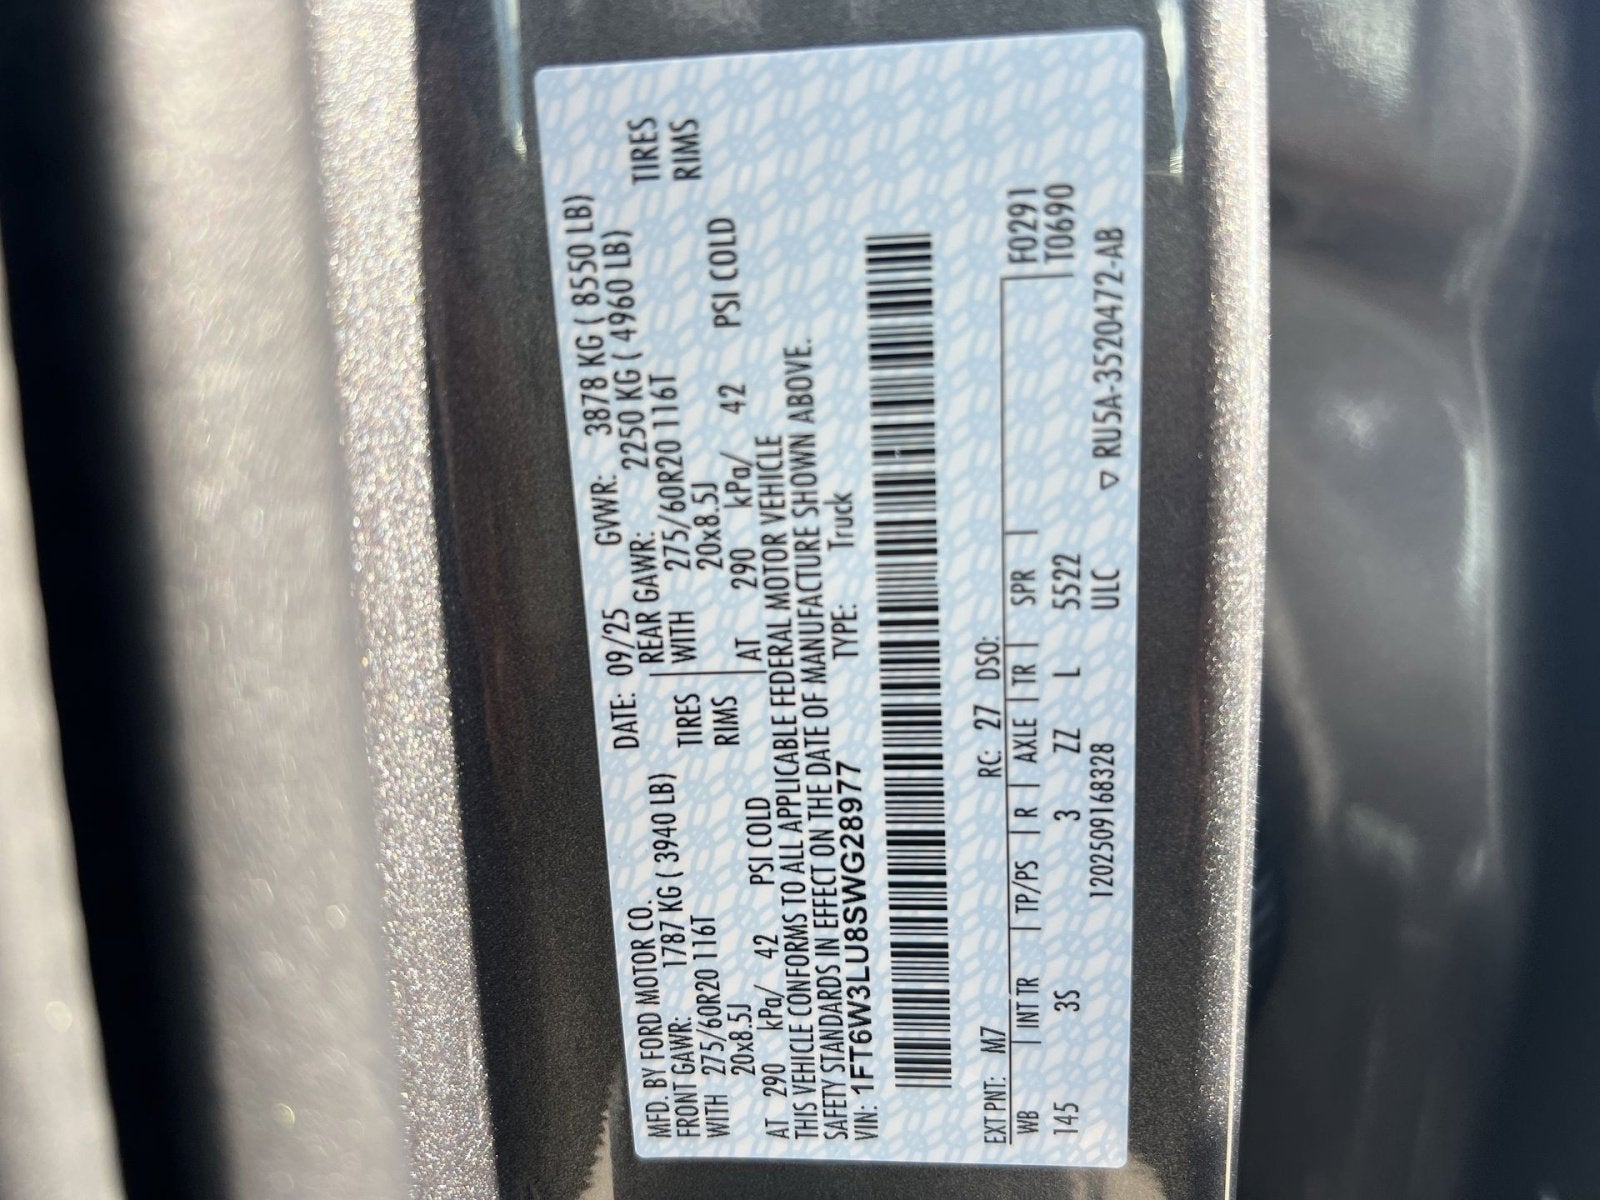 MFD. BY FORD MOTOR CO. DATE: 09/25 GVWR: 3878 KG ( 8550 LB)
FRONT GAWR: 1787 KG ( 3940 LB) REAR GAWR: 2250 KG ( 4960 LB)
WITH 275/60R20 116T TIRES WITH 275/60R20 116T TIRES
20x8.5J RIMS 20x8.5J RIMS
AT 290 kPa/ 42 PSI COLD AT 290 kPa/ 42 PSI COLD
THIS VEHICLE CONFORMS TO ALL APPLICABLE FEDERAL MOTOR VEHICLE
SAFETY STANDARDS IN EFFECT ON THE DATE OF MANUFACTURE SHOWN ABOVE.
VIN: 1FT6W3LU8SWG28977 TYPE: Truck
EXT PNT: M7 RC: 27 DSO:
WB INT TR TP/PS R AXLE TR SPR F0291
145 3S 3 ZZ L 5522 T0690
120250916832​8 ULC ▽ RU5A-3520472-AB